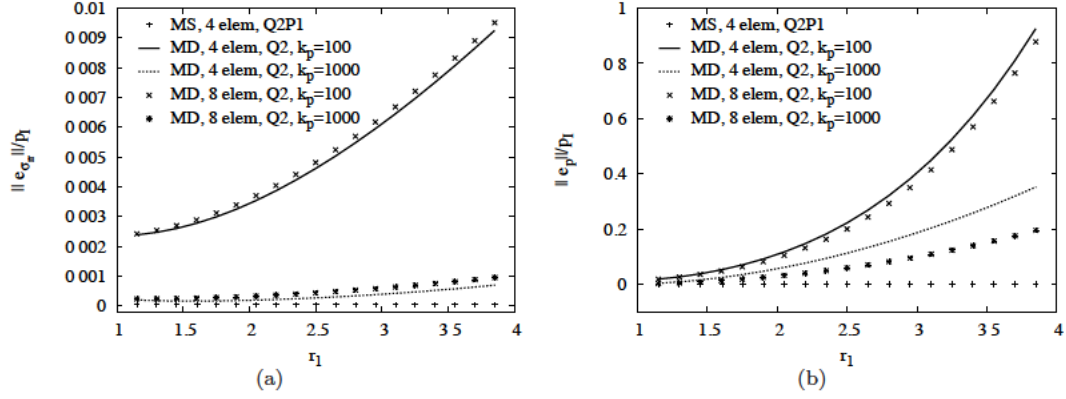 0.01
0 009
0 008
0 007
0 006
0 005
0 004
0 003
0 002
0 001
0
1
1.5
2
2.5
3
3 5
4
r1
|| eσrr||/pI
MS, 4 elem, Q2P1
MD, 4 elem, Q2, kp=100
MD, 4 elem, Q2, kp=1000
MD, 8 elem, Q2, kp=100
MD, 8 elem, Q2, kp=1000
(a)
1
0.8
0.6
0.4
0.2
0
1
1.5
2
2.5
3
3 5
4
r1
|| ep||/pI
MS, 4 elem, Q2P1
MD, 4 elem, Q2, kp=100
MD, 4 elem, Q2, kp=1000
MD, 8 elem, Q2, kp=100
MD, 8 elem, Q2, kp=1000
(b)